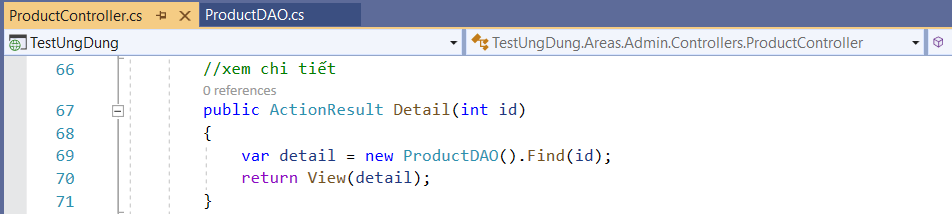 ProductController.cs ProductDAO.cs
TestUngDung TestUngDung.Areas.Admin.Controllers.ProductController
66 //xem chi tiết
0 references
67 public ActionResult Detail(int id)
68 {
69 var detail = new ProductDAO().Find(id);
70 return View(detail);
71 }